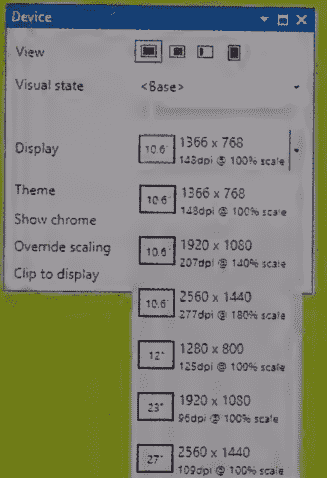 Device
View
Visual state <Base>
Display 10.6" 1366 x 768
148dpi @ 100% scale
Theme
Show chrome
Override scaling
Clip to display
10.6" 1366 x 768
148dpi @ 100% scale
10.6" 1920 x 1080
207dpi @ 140% scale
10.6" 2560 x 1440
277dpi @ 180% scale
12" 1280 x 800
125dpi @ 100% scale
23" 1920 x 1080
96dpi @ 100% scale
27" 2560 x 1440
109dpi @ 100% scale